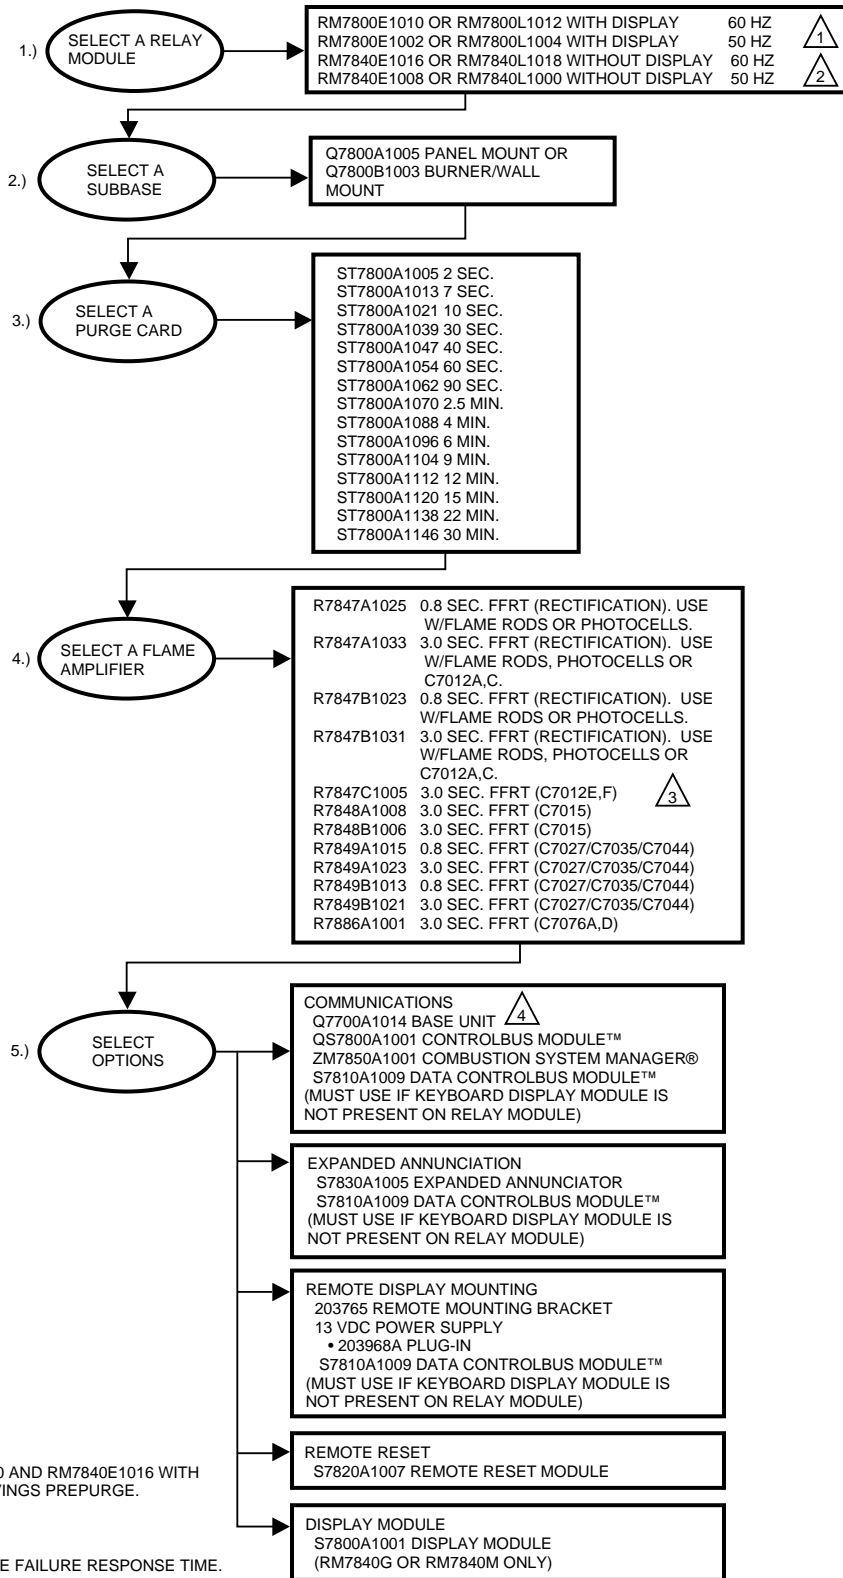 1.)
SELECT A RELAY
MODULE
RM7800E1010 OR RM7800L1012 WITH DISPLAY 60 HZ
RM7800E1002 OR RM7800L1004 WITH DISPLAY 50 HZ
1
RM7840E1016 OR RM7840L1018 WITHOUT DISPLAY 60 HZ
RM7840E1008 OR RM7840L1000 WITHOUT DISPLAY 50 HZ
2
2.)
SELECT A
SUBBASE
Q7800A1005 PANEL MOUNT OR
Q7800B1003 BURNER/WALL
MOUNT
3.)
SELECT A
PURGE CARD
ST7800A1005 2 SEC.
ST7800A1013 7 SEC.
ST7800A1021 10 SEC.
ST7800A1039 30 SEC.
ST7800A1047 40 SEC.
ST7800A1054 60 SEC.
ST7800A1062 90 SEC.
ST7800A1070 2.5 MIN.
ST7800A1088 4 MIN.
ST7800A1096 6 MIN.
ST7800A1104 9 MIN.
ST7800A1112 12 MIN.
ST7800A1120 15 MIN.
ST7800A1138 22 MIN.
ST7800A1146 30 MIN.
4.)
SELECT A FLAME
AMPLIFIER
R7847A1025 0.8 SEC. FFRT (RECTIFICATION). USE
W/FLAME RODS OR PHOTOCELLS.
R7847A1033 3.0 SEC. FFRT (RECTIFICATION). USE
W/FLAME RODS, PHOTOCELLS OR
C7012A,C.
R7847B1023 0.8 SEC. FFRT (RECTIFICATION). USE
W/FLAME RODS OR PHOTOCELLS.
R7847B1031 3.0 SEC. FFRT (RECTIFICATION). USE
W/FLAME RODS, PHOTOCELLS OR
C7012A,C.
R7847C1005 3.0 SEC. FFRT (C7012E,F)
3
R7848A1008 3.0 SEC. FFRT (C7015)
R7848B1006 3.0 SEC. FFRT (C7015)
R7849A1015 0.8 SEC. FFRT (C7027/C7035/C7044)
R7849A1023 3.0 SEC. FFRT (C7027/C7035/C7044)
R7849B1013 0.8 SEC. FFRT (C7027/C7035/C7044)
R7849B1021 3.0 SEC. FFRT (C7027/C7035/C7044)
R7886A1001 3.0 SEC. FFRT (C7076A,D)
5.)
SELECT
OPTIONS
COMMUNICATIONS
Q7700A1014 BASE UNIT 4
QS7800A1001 CONTROLBUS MODULE™
ZM7850A1001 COMBUSTION SYSTEM MANAGER®
S7810A1009 DATA CONTROLBUS MODULE™
(MUST USE IF KEYBOARD DISPLAY MODULE IS
NOT PRESENT ON RELAY MODULE)
EXPANDED ANNUNCIATION
S7830A1005 EXPANDED ANNUNCIATOR
S7810A1009 DATA CONTROLBUS MODULE™
(MUST USE IF KEYBOARD DISPLAY MODULE IS
NOT PRESENT ON RELAY MODULE)
REMOTE DISPLAY MOUNTING
203765 REMOTE MOUNTING BRACKET
13 VDC POWER SUPPLY
• 203968A PLUG-IN
S7810A1009 DATA CONTROLBUS MODULE™
(MUST USE IF KEYBOARD DISPLAY MODULE IS
NOT PRESENT ON RELAY MODULE)
REMOTE RESET
S7820A1007 REMOTE RESET MODULE
DISPLAY MODULE
S7800A1001 DISPLAY MODULE
(RM7840G OR RM7840M ONLY)
AND RM7840E1016 WITH
PREPURGE.
FAILURE RESPONSE TIME.